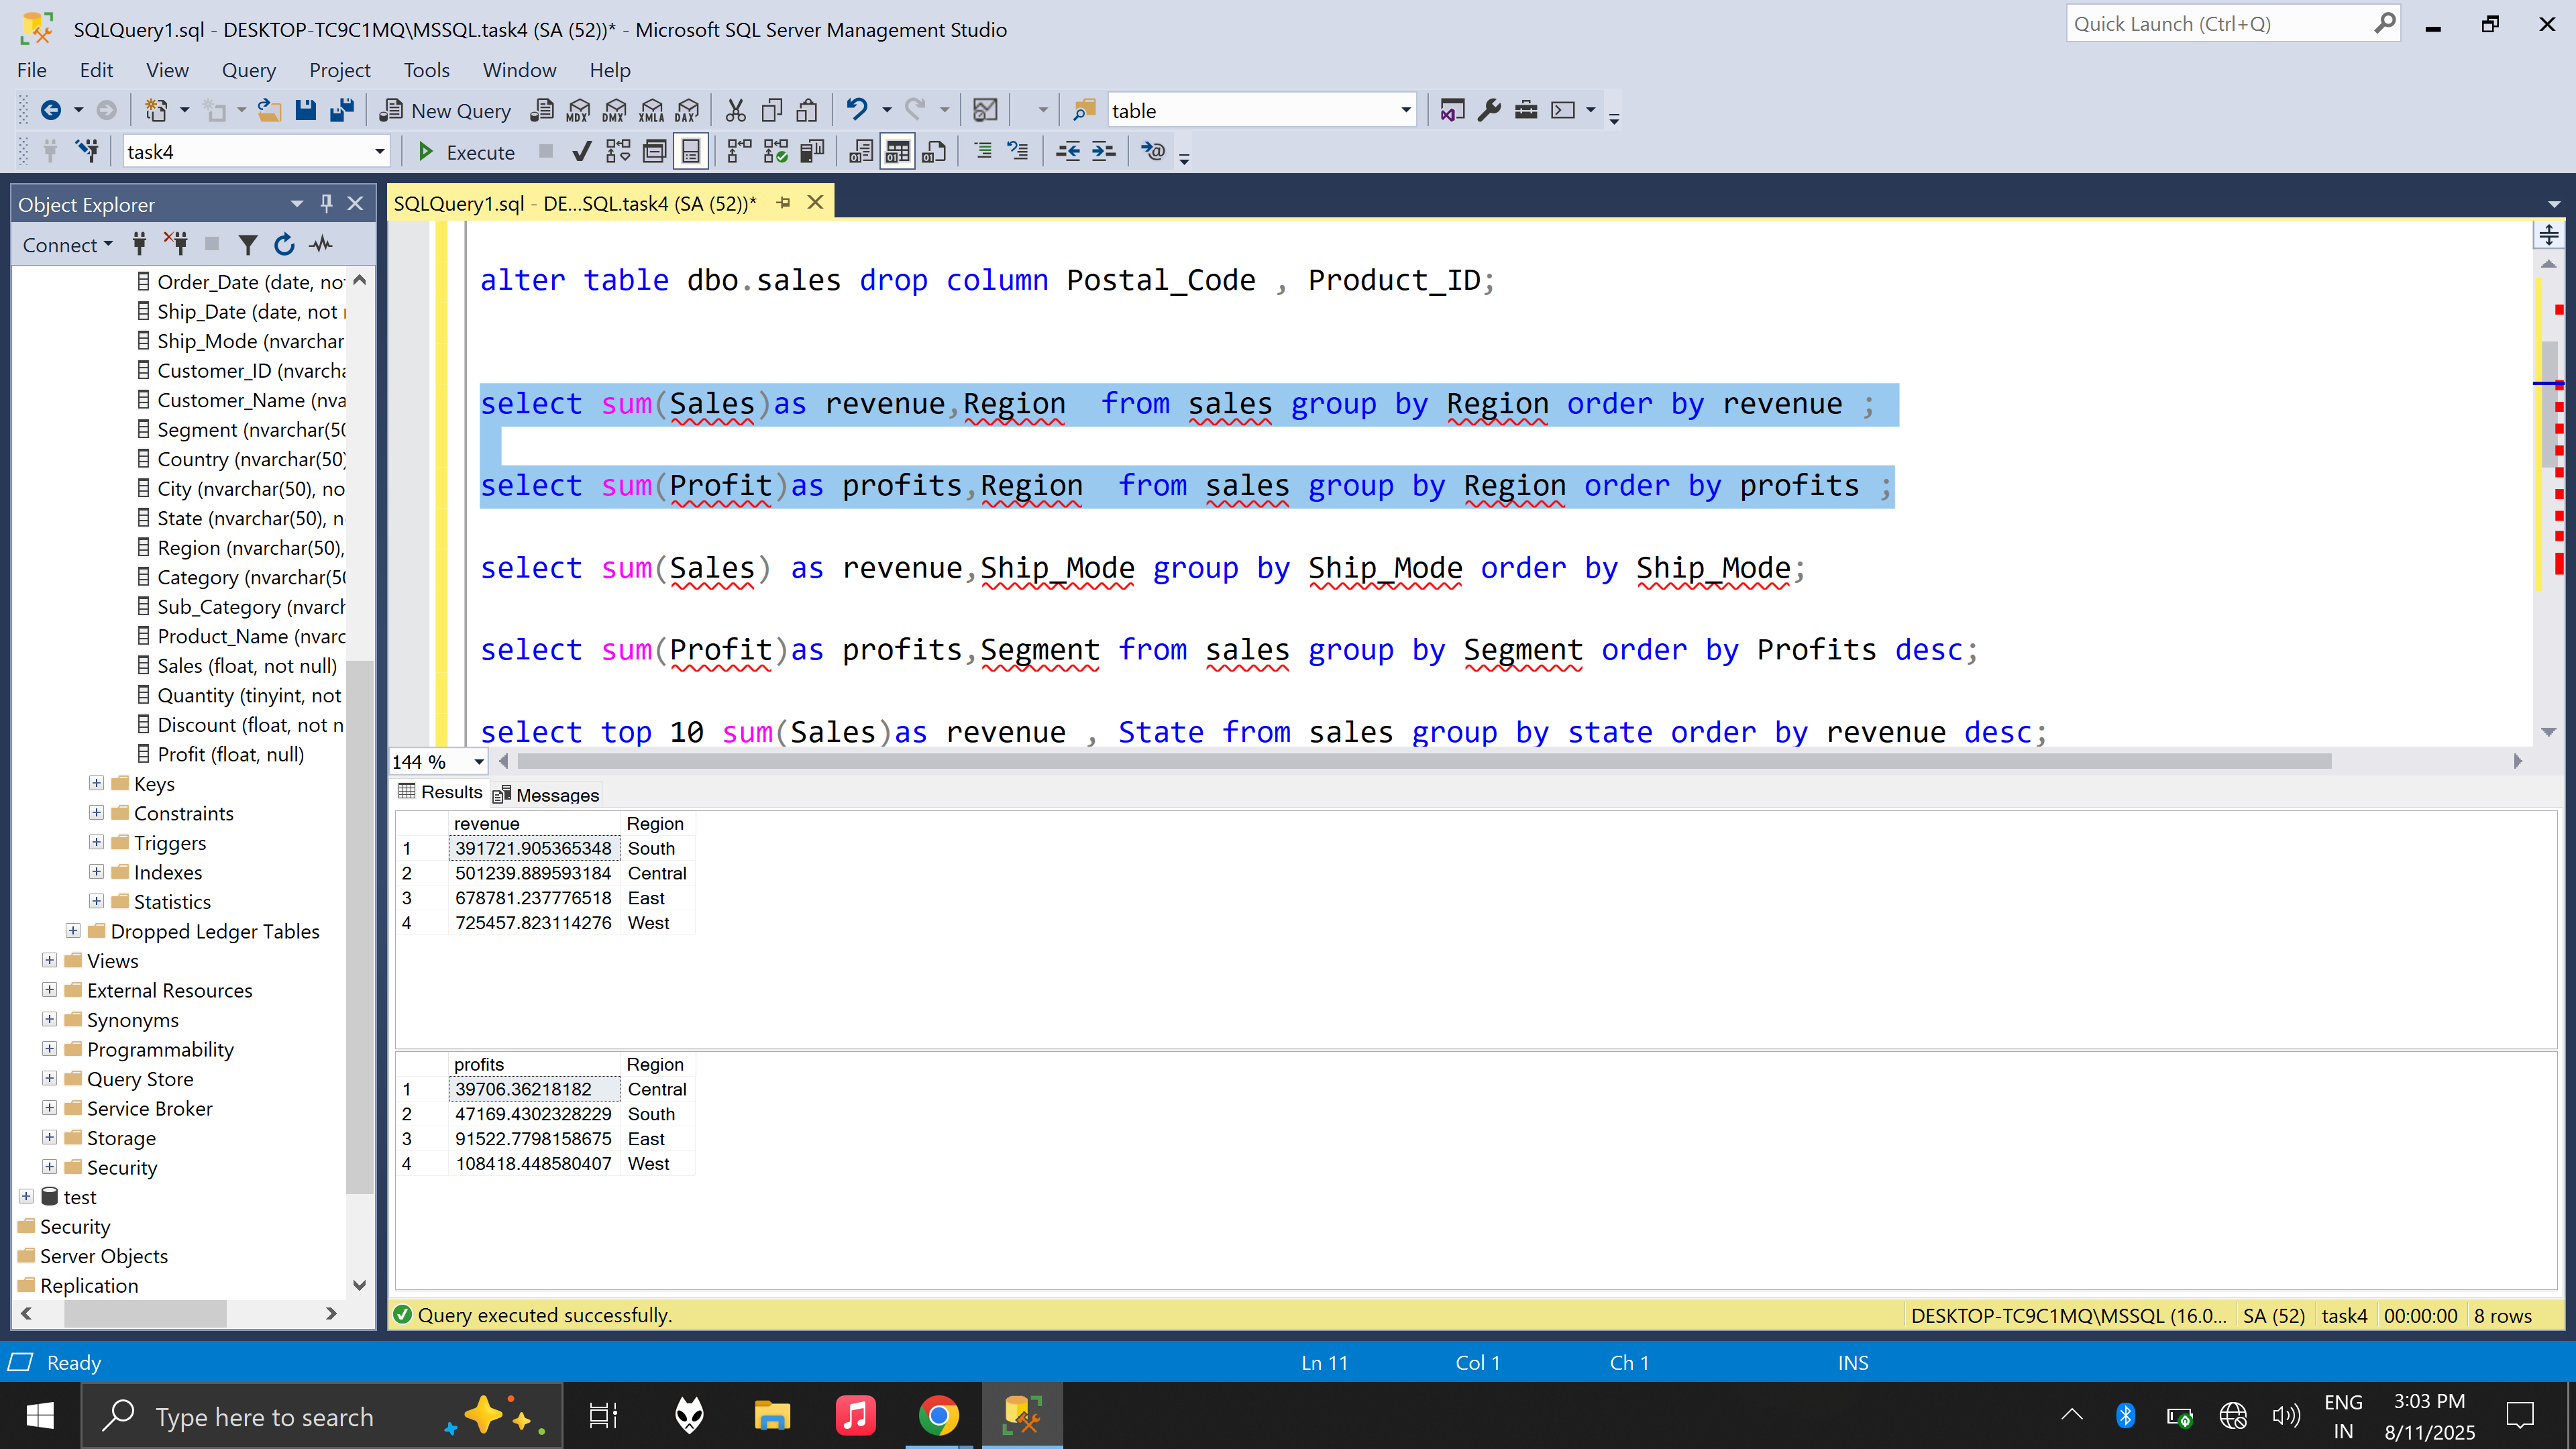 SQLQuery1.sql - DESKTOP-TC9C1MQ\MSSQL.task4 (SA (52))* - Microsoft SQL Server Management Studio
Quick Launch (Ctrl+Q)
File Edit View Query Project Tools Window Help
New Query MDX DMX XMLA DAX table
task4 Execute
Object Explorer
Connect
Order_Date (date, no
Ship_Date (date, not
Ship_Mode (nvarchar
Customer_ID (nvarcha
Customer_Name (nva
Segment (nvarchar(50
Country (nvarchar(50)
City (nvarchar(50), no
State (nvarchar(50), n
Region (nvarchar(50),
Category (nvarchar(50
Sub_Category (nvarch
Product_Name (nvarc
Sales (float, not null)
Quantity (tinyint, not
Discount (float, not n
Profit (float, null)
Keys
Constraints
Triggers
Indexes
Statistics
Dropped Ledger Tables
Views
External Resources
Synonyms
Programmability
Query Store
Service Broker
Storage
Security
test
Security
Server Objects
Replication
SQLQuery1.sql - DE...SQL.task4 (SA (52))*
alter table dbo.sales drop column Postal_Code , Product_ID;
select sum(Sales)as revenue,Region from sales group by Region order by revenue ;
select sum(Profit)as profits,Region from sales group by Region order by profits ;
select sum(Sales) as revenue,Ship_Mode group by Ship_Mode order by Ship_Mode;
select sum(Profit)as profits,Segment from sales group by Segment order by Profits desc;
select top 10 sum(Sales)as revenue , State from sales group by state order by revenue desc;
144 %
Results Messages
revenue Region
1 391721.905365348 South
2 501239.889593184 Central
3 678781.237776518 East
4 725457.823114276 West
profits Region
1 39706.36218182 Central
2 47169.4302328229 South
3 91522.7798158675 East
4 108418.448580407 West
Query executed successfully. DESKTOP-TC9C1MQ\MSSQL (16.0... SA (52) task4 00:00:00 8 rows
Ready Ln 11 Col 1 Ch 1 INS
Type here to search
ENG
IN
3:03 PM
8/11/2025